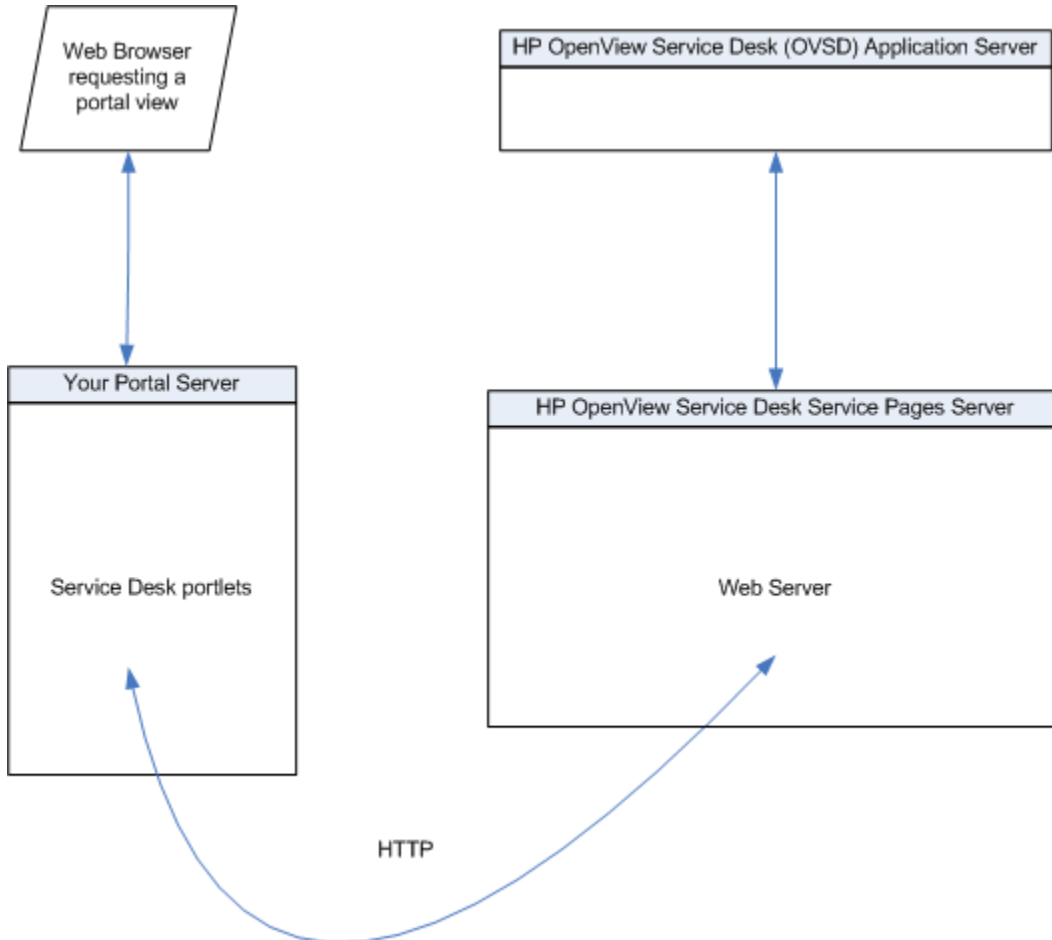 Web Browser
requesting a
portal view
HP OpenView Service Desk (OVSD) Application Server
Your Portal Server
HP OpenView Service Desk Service Pages Server
Service Desk portlets
Web Server
HTTP